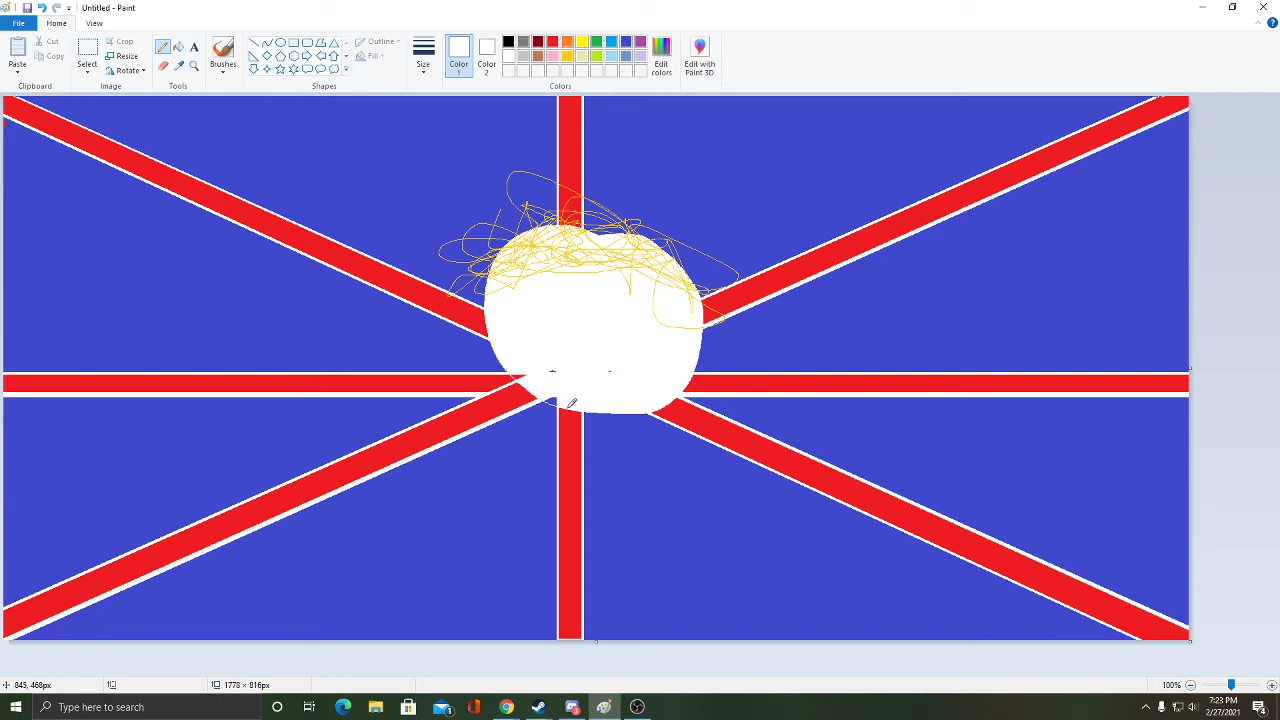 Untitled - Paint
File Home View
Paste
Cut
Copy
Clipboard
Select
Crop
Resize
Rotate
Image
A
Tools
Brushes
Outline
Fill
Shapes
Size
Color 1
Color 2
Edit colors
Colors
Edit with Paint 3D
845, 468px
1778 × 816px
100%
Type here to search
7:23 PM
2/27/2021